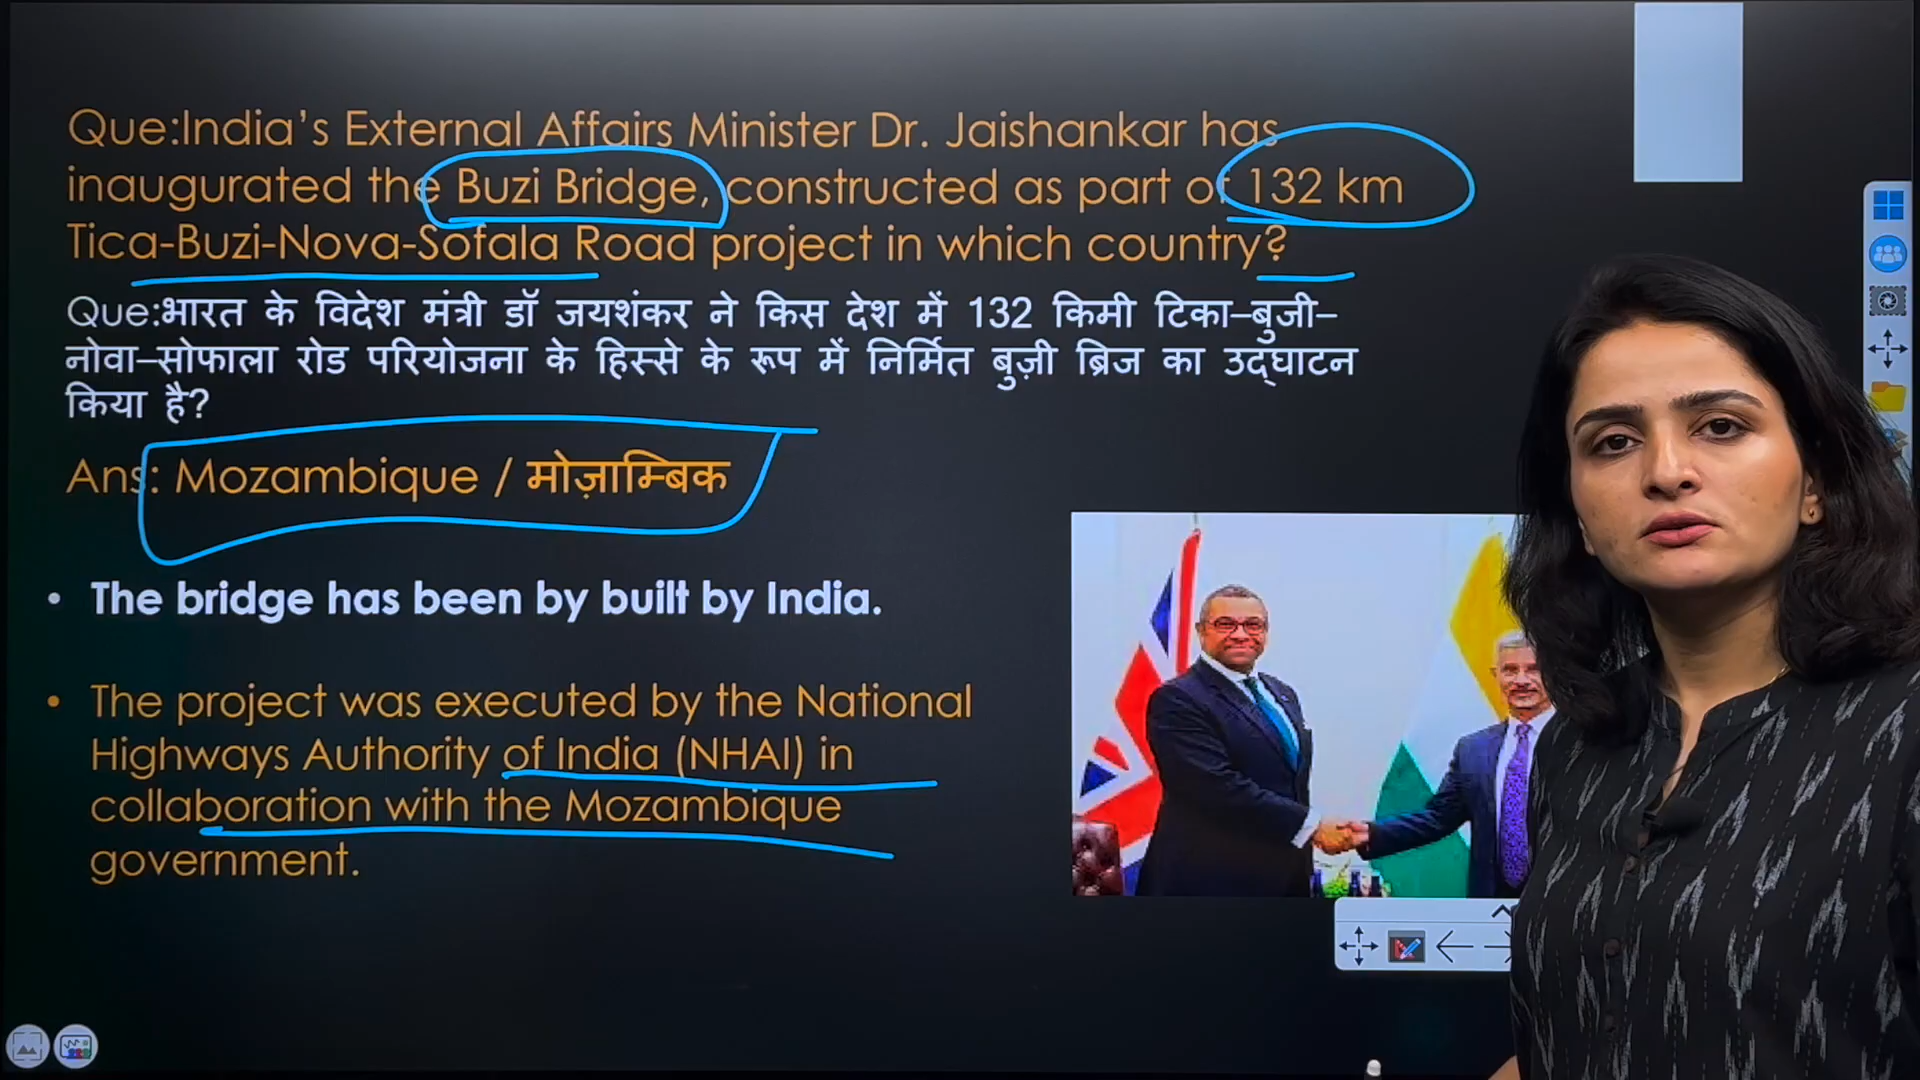 Que:India's External Affairs Minister Dr. Jaishankar has
inaugurated the Buzi Bridge, constructed as part of 132 km
Tica-Buzi-Nova-Sofala Road project in which country?
Que:भारत के विदेश मंत्री डॉ जयशंकर ने किस देश में 132 किमी टिका–बुजी–
नोवा–सोफाला रोड परियोजना के हिस्से के रूप में निर्मित बुज़ी ब्रिज का उद्घाटन
किया है?
Ans: Mozambique / मोज़ाम्बिक
• The bridge has been by built by India.
• The project was executed by the National
Highways Authority of India (NHAI) in
collaboration with the Mozambique
government.